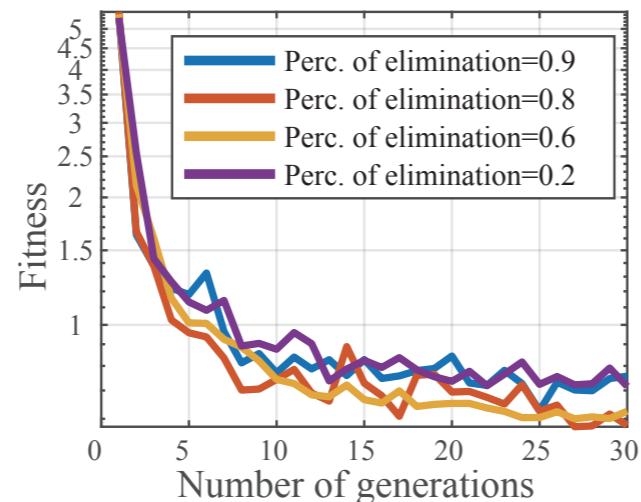 5
4.5
4
3.5
3
2.5
2
1.5
1
Fitness
Perc. of elimination=0.9
Perc. of elimination=0.8
Perc. of elimination=0.6
Perc. of elimination=0.2
0 5 10 15 20 25 30
Number of generations